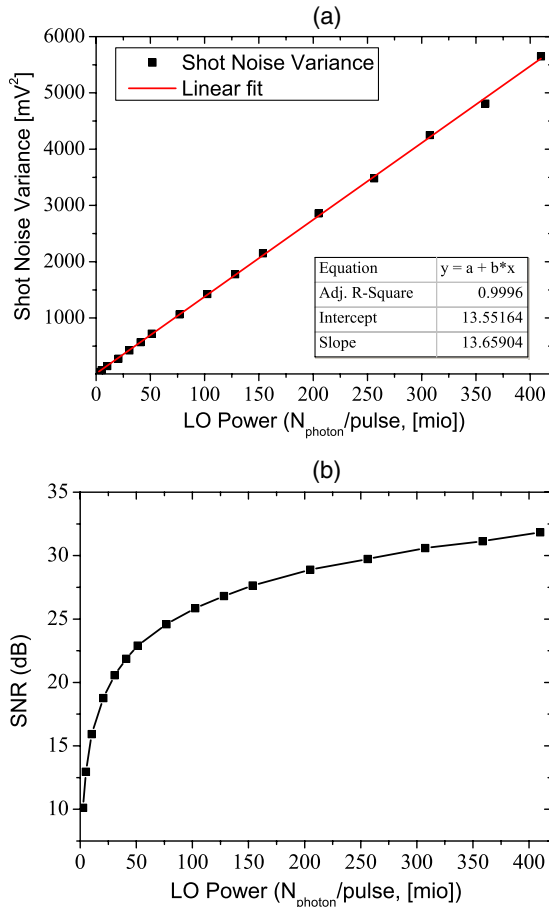 (a)
Shot Noise Variance [mV²]
6000
5000
4000
3000
2000
1000
Shot Noise Variance
Linear fit
Equation y = a + b*x
Adj. R-Square 0.9996
Intercept 13.55164
Slope 13.65904
0 50 100 150 200 250 300 350 400
LO Power (N_photon/pulse, [mio])
(b)
SNR (dB)
35
30
25
20
15
10
0 50 100 150 200 250 300 350 400
LO Power (N_photon/pulse, [mio])